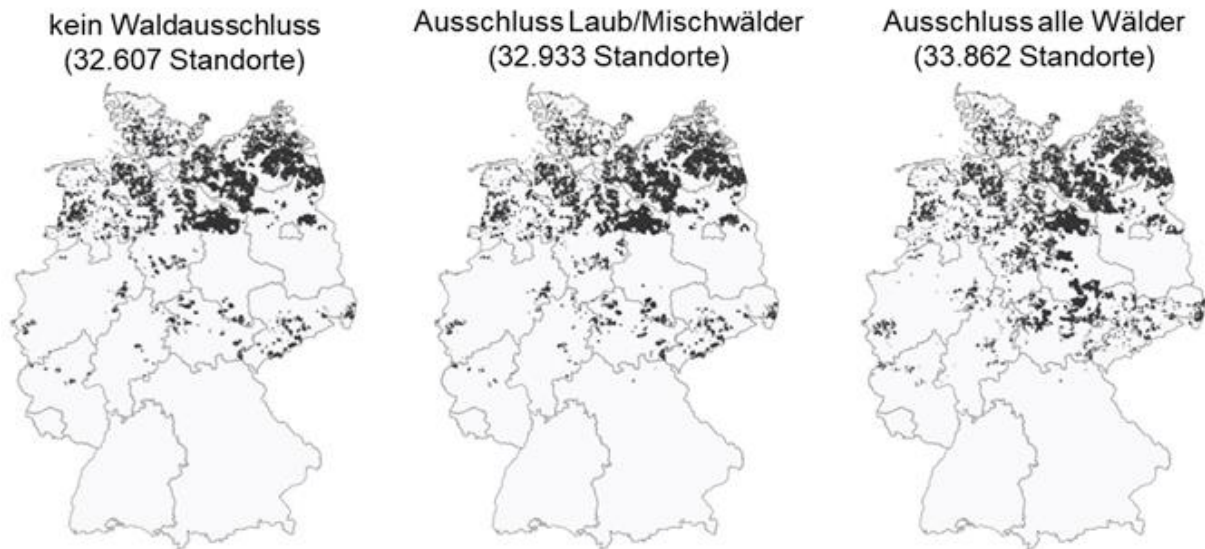 kein Waldausschluss
(32.607 Standorte)
Ausschluss Laub/Mischwälder
(32.933 Standorte)
Ausschluss alle Wälder
(33.862 Standorte)